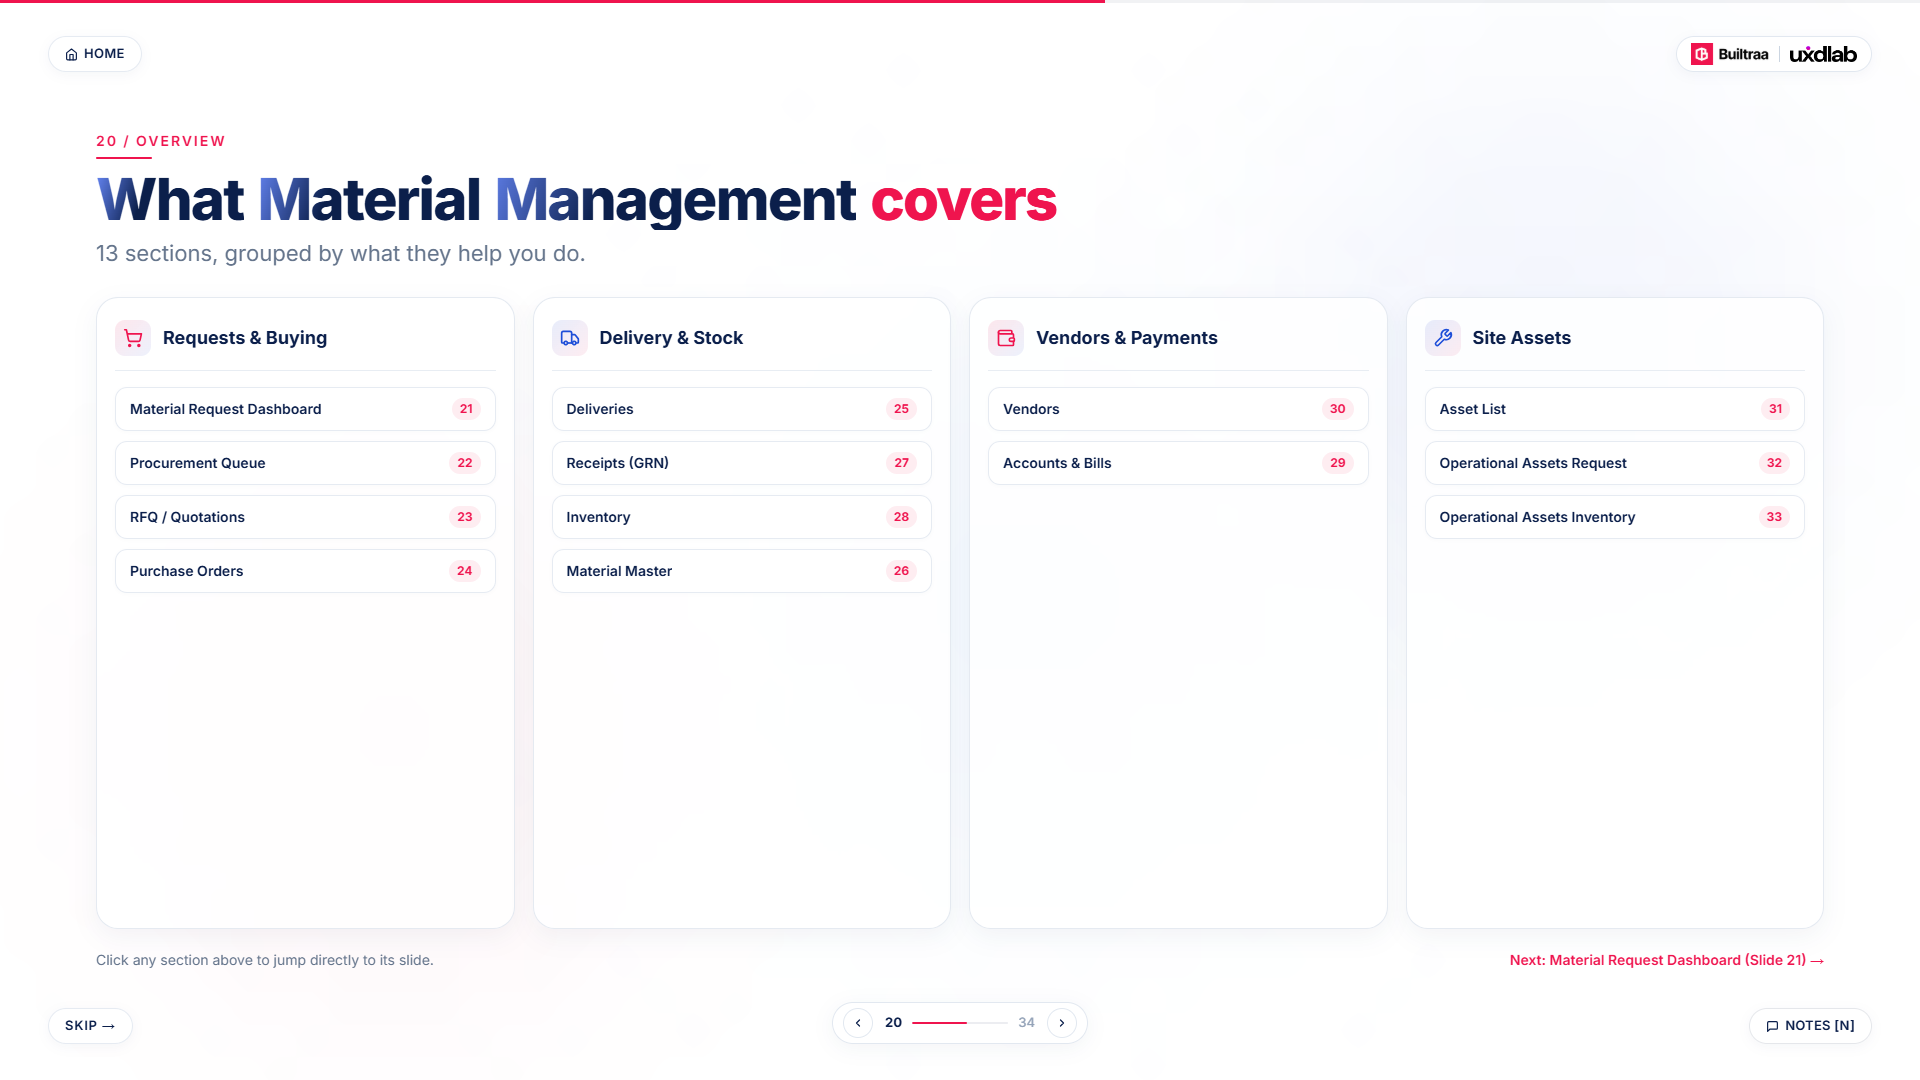 HOME
Builtraa
uxdlab
20 / OVERVIEW
What Material Management covers
13 sections, grouped by what they help you do.
Requests & Buying
Material Request Dashboard 21
Procurement Queue 22
RFQ / Quotations 23
Purchase Orders 24
Delivery & Stock
Deliveries 25
Receipts (GRN) 27
Inventory 28
Material Master 26
Vendors & Payments
Vendors 30
Accounts & Bills 29
Site Assets
Asset List 31
Operational Assets Request 32
Operational Assets Inventory 33
Click any section above to jump directly to its slide.
Next: Material Request Dashboard (Slide 21) →
SKIP →
20 34
NOTES [N]